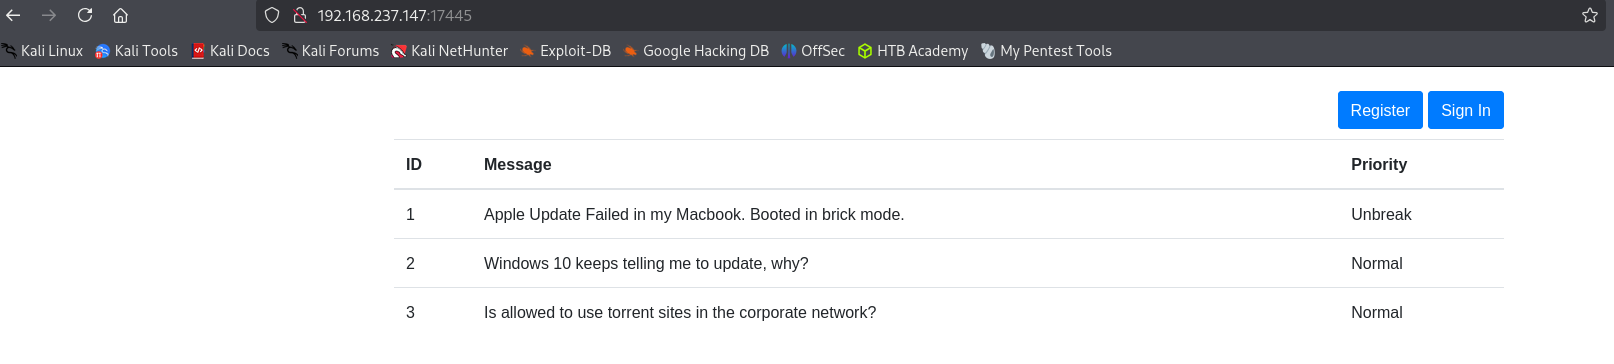 192.168.237.147:17445
Kali Linux Kali Tools Kali Docs Kali Forums Kali NetHunter Exploit-DB Google Hacking DB OffSec HTB Academy My Pentest Tools
Register Sign In
ID Message Priority
1 Apple Update Failed in my Macbook. Booted in brick mode. Unbreak
2 Windows 10 keeps telling me to update, why? Normal
3 Is allowed to use torrent sites in the corporate network? Normal